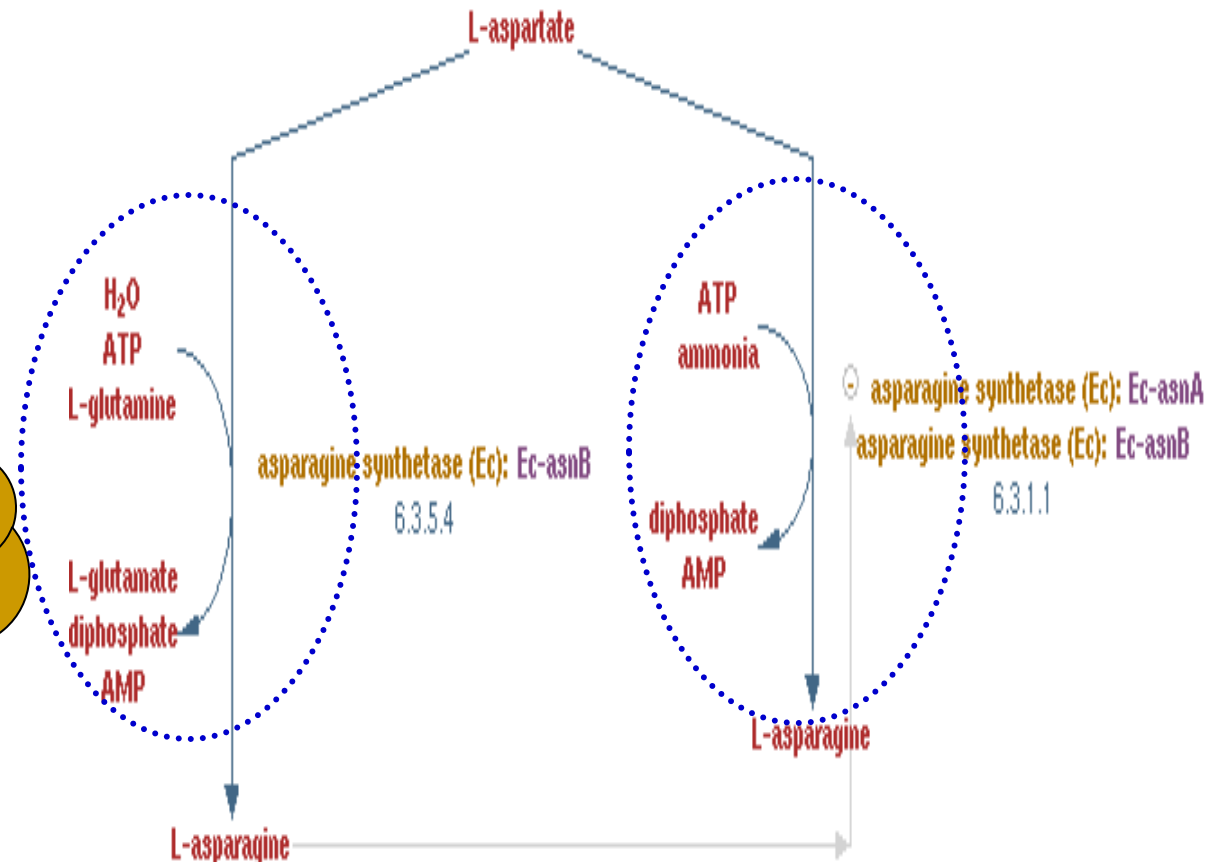 L-aspartate
H₂O
ATP
L-glutamine
asparagine synthetase (Ec): Ec-asnB
6.3.5.4
L-glutamate
diphosphate
AMP
L-asparagine
ATP
ammonia
- asparagine synthetase (Ec): Ec-asnA
asparagine synthetase (Ec): Ec-asnB
6.3.1.1
diphosphate
AMP
L-asparagine